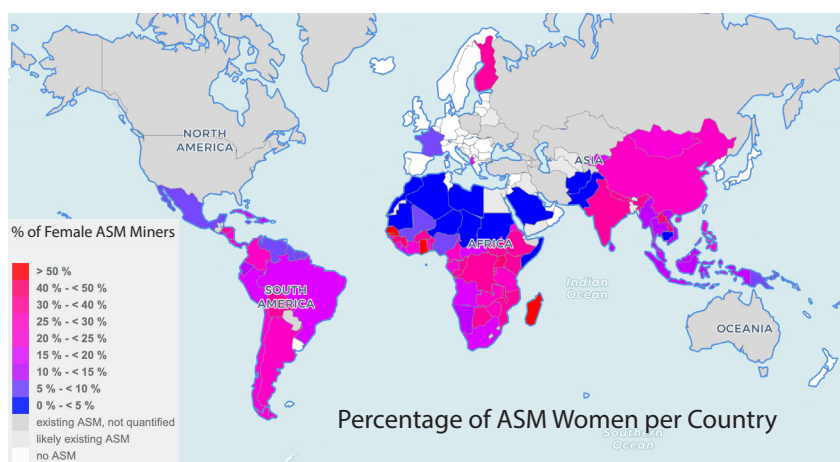 NORTH
AMERICA
ASIA
% of Female ASM Miners
> 50 %
40 % - < 50 %
30 % - < 40 %
25 % - < 30 %
20 % - < 25 %
15 % - < 20 %
10 % - < 15 %
5 % - < 10 %
0 % - < 5 %
existing ASM, not quantified
likely existing ASM
no ASM
AFRICA
SOUTH
AMERICA
Indian
Ocean
OCEANIA
Percentage of ASM Women per Country
Southern
Ocean